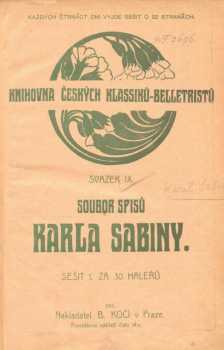 KAŽDÝCH ČTRNÁCT DNÍ VYJDE SEŠIT O 32 STRANÁCH.
KNIHOVNA ČESKÝCH KLASIKŮ-BELLETRISTŮ
SVAZEK IX.
SOUBOR SPISŮ
KARLA SABINY.
SEŠIT 1. ZA 30 HALÉŘŮ
Nakladatel B. KOČÍ v Praze.